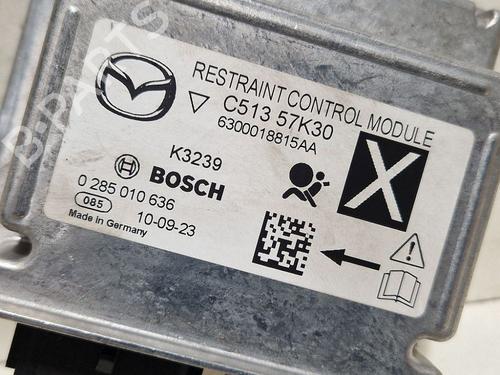 RESTRAINT CONTROL MODULE
C513 57K30
6300018815AA
K3239
BOSCH
X
0 285 010 636
085
10-09-23
Made in Germany
B-PARTS